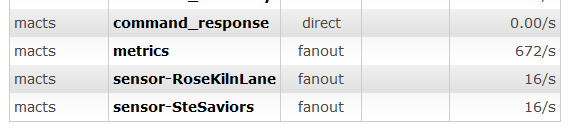 macts command_response direct 0.00/s
macts metrics fanout 672/s
macts sensor-RoseKilnLane fanout 16/s
macts sensor-SteSaviors fanout 16/s